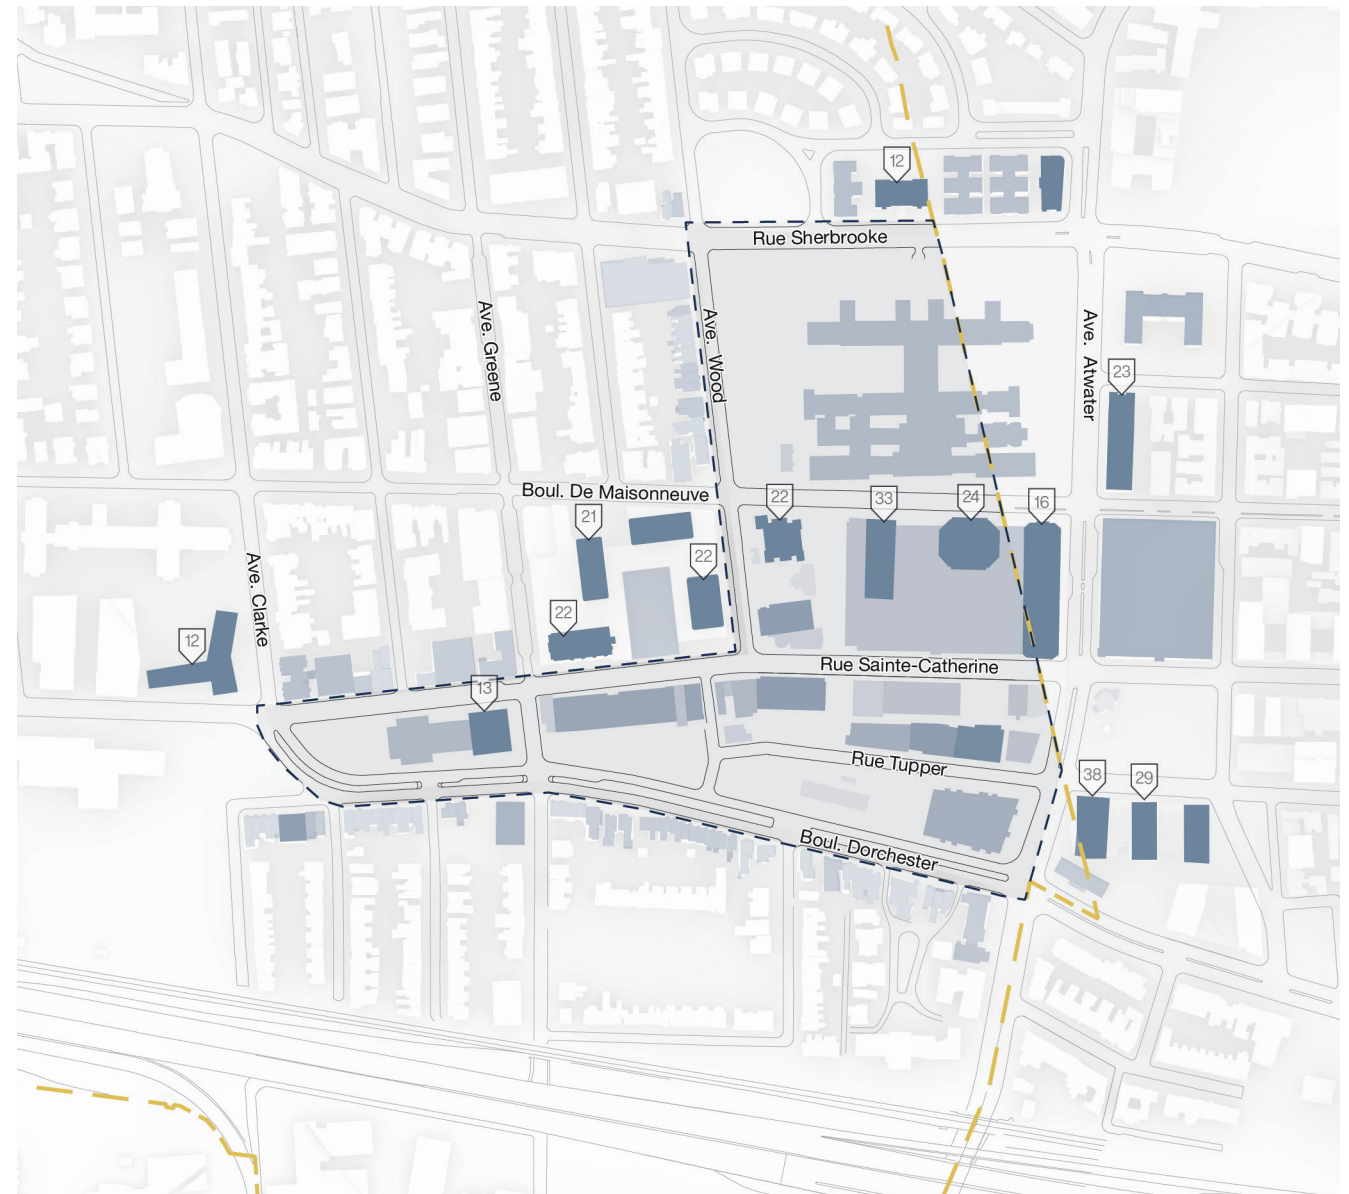 12
Rue Sherbrooke
Ave. Greene
Ave. Wood
Ave. Atwater
23
Boul. De Maisonneuve
22
33
24
16
21
22
Ave. Clarke
22
12
Rue Sainte-Catherine
13
Rue Tupper
38
29
Boul. Dorchester